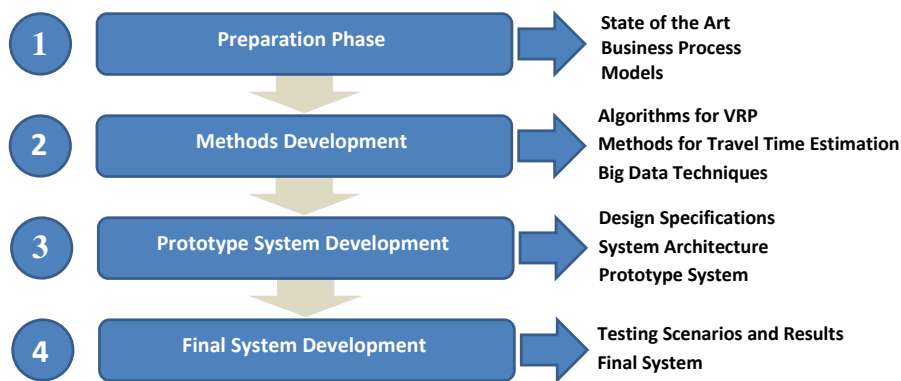 1
Preparation Phase
State of the Art
Business Process
Models
2
Methods Development
Algorithms for VRP
Methods for Travel Time Estimation
Big Data Techniques
3
Prototype System Development
Design Specifications
System Architecture
Prototype System
4
Final System Development
Testing Scenarios and Results
Final System